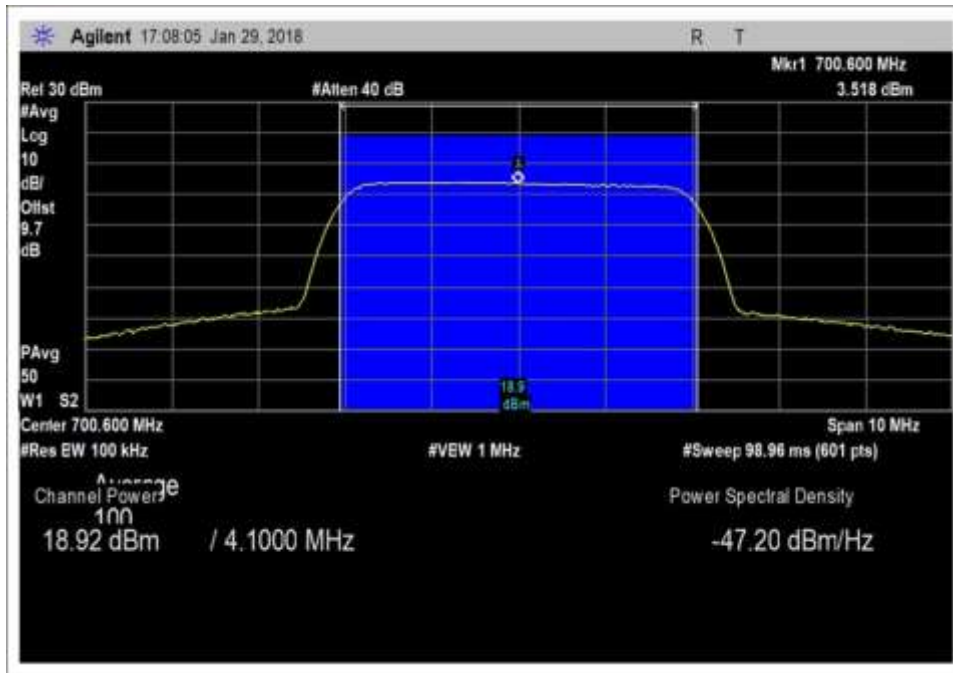 Agilent 17:08:05 Jan 29, 2018 R T
Mkr1 700.600 MHz
Ref 30 dBm #Atten 40 dB 3.518 dBm
#Avg
Log
10
dB/
Offst
9.7
dB
1
PAvg
50
W1 S2
18.9
dBm
Center 700.600 MHz Span 10 MHz
#Res BW 100 kHz #VBW 1 MHz #Sweep 98.96 ms (601 pts)
Average
Channel Power Power Spectral Density
100
18.92 dBm / 4.1000 MHz -47.20 dBm/Hz